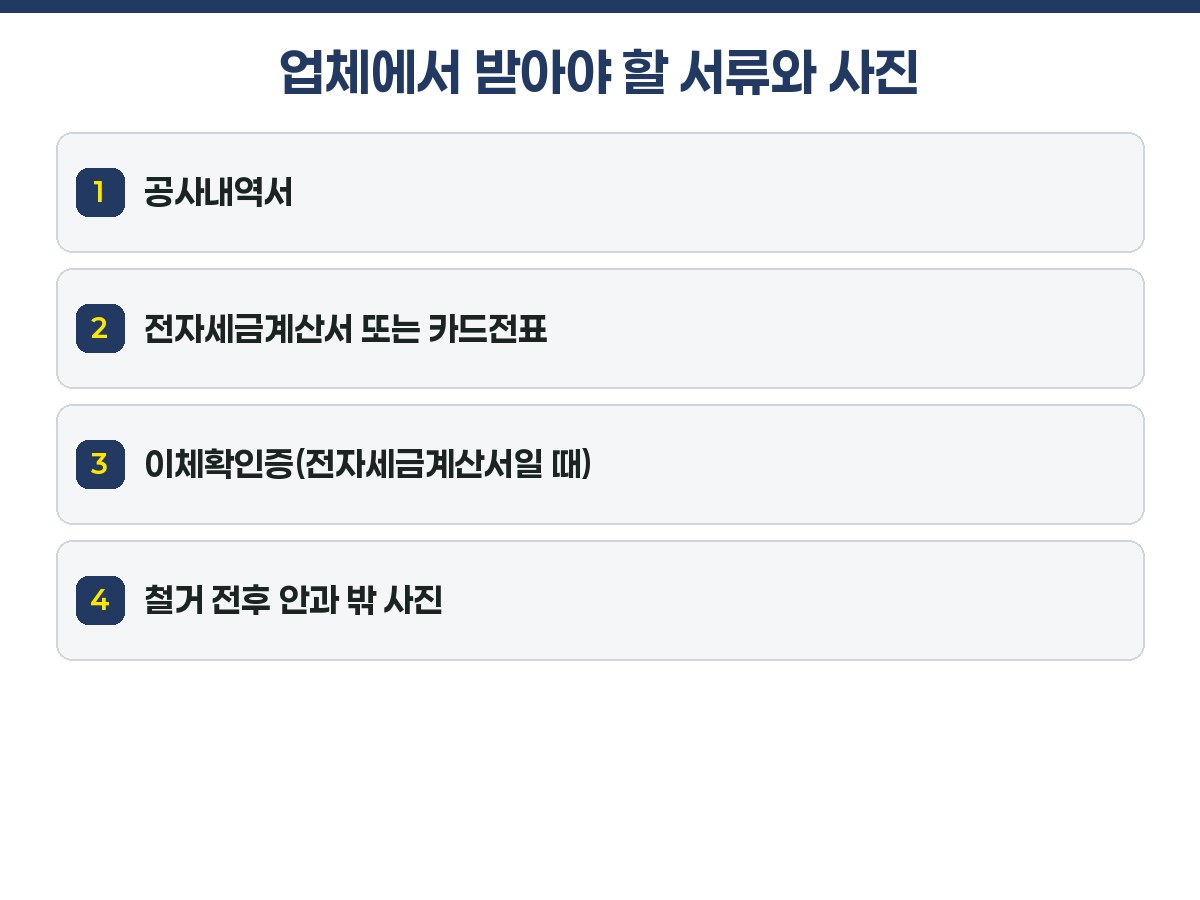 업체에서 받아야 할 서류와 사진
1 공사내역서
2 전자세금계산서 또는 카드전표
3 이체확인증(전자세금계산서일 때)
4 철거 전후 안과 밖 사진